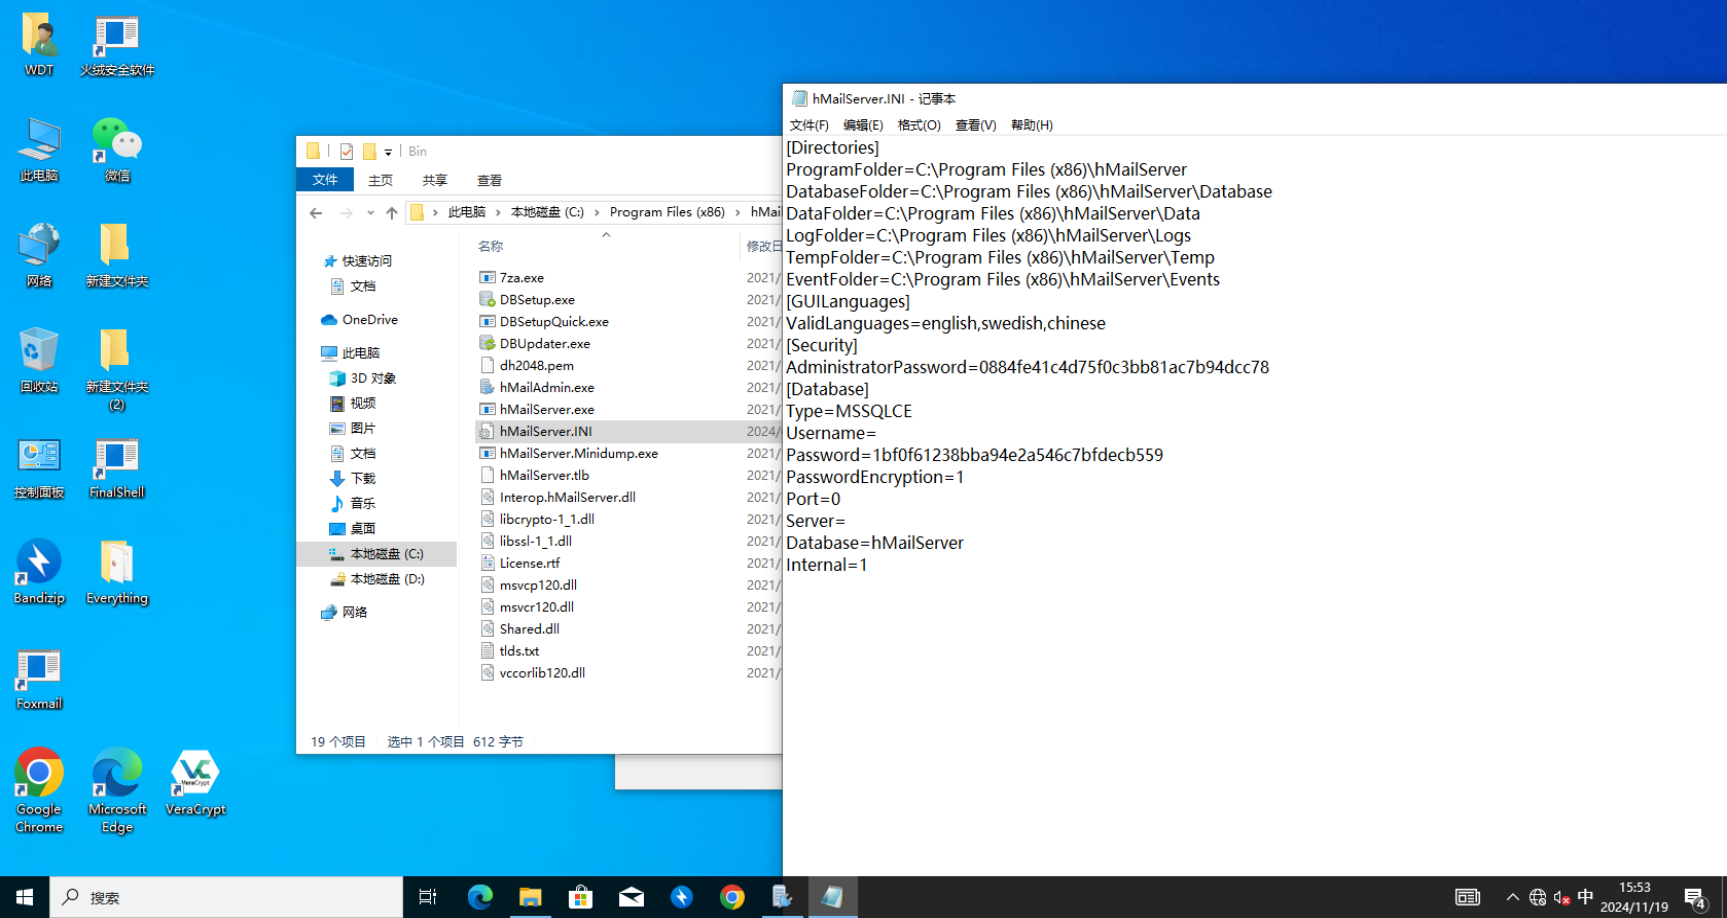 WDT
火绒安全软件
此电脑
微信
网络
新建文件夹
回收站
新建文件夹
(2)
控制面板
FinalShell
Bandizip
Everything
Foxmail
Google
Chrome
Microsoft
Edge
VeraCrypt
VC
VeraCrypt
Bin
文件
主页
共享
查看
此电脑
本地磁盘 (C:)
Program Files (x86)
hMai
快速访问
文档
OneDrive
此电脑
3D 对象
视频
图片
文档
下载
音乐
桌面
本地磁盘 (C:)
本地磁盘 (D:)
网络
名称 修改日
7za.exe 2021/
DBSetup.exe 2021/
DBSetupQuick.exe 2021/
DBUpdater.exe 2021/
dh2048.pem 2021/
hMailAdmin.exe 2021/
hMailServer.exe 2021/
hMailServer.INI 2024/
hMailServer.Minidump.exe 2021/
hMailServer.tlb 2021/
Interop.hMailServer.dll 2021/
libcrypto-1_1.dll 2021/
libssl-1_1.dll 2021/
License.rtf 2021/
msvcp120.dll 2021/
msvcr120.dll 2021/
Shared.dll 2021/
tlds.txt 2021/
vccorlib120.dll 2021/
19 个项目 选中 1 个项目 612 字节
hMailServer.INI - 记事本
文件(F) 编辑(E) 格式(O) 查看(V) 帮助(H)
[Directories]
ProgramFolder=C:\Program Files (x86)\hMailServer
DatabaseFolder=C:\Program Files (x86)\hMailServer\Database
DataFolder=C:\Program Files (x86)\hMailServer\Data
LogFolder=C:\Program Files (x86)\hMailServer\Logs
TempFolder=C:\Program Files (x86)\hMailServer\Temp
EventFolder=C:\Program Files (x86)\hMailServer\Events
[GUILanguages]
ValidLanguages=english,swedish,chinese
[Security]
AdministratorPassword=0884fe41c4d75f0c3bb81ac7b94dcc78
[Database]
Type=MSSQLCE
Username=
Password=1bf0f61238bba94e2a546c7bfdecb559
PasswordEncryption=1
Port=0
Server=
Database=hMailServer
Internal=1
搜索
中
15:53
2024/11/19
4